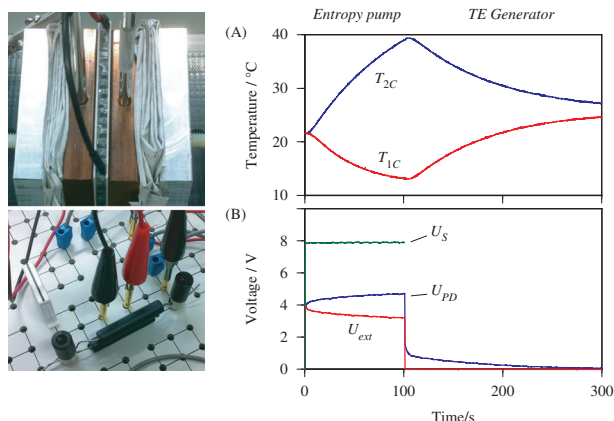 Entropy pump TE Generator
(A)
40
30
20
10
Temperature / °C
T2C
T1C
(B)
10
8
6
4
2
0
Voltage / V
US
UPD
Uext
0 100 200 300
Time/s